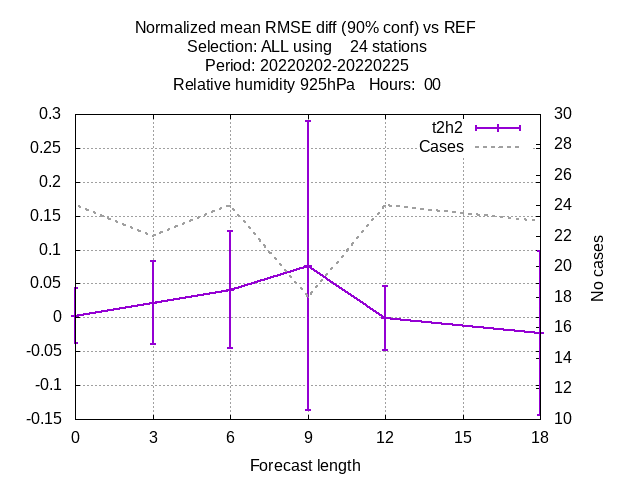 Normalized mean RMSE diff (90% conf) vs REF
Selection: ALL using    24 stations
Period: 20220202-20220225
Relative humidity 925hPa   Hours:  00
0.3
0.25
0.2
0.15
0.1
0.05
0
-0.05
-0.1
-0.15
t2h2
Cases
30
28
26
24
22
20
18
16
14
12
10
No cases
0 3 6 9 12 15 18
Forecast length